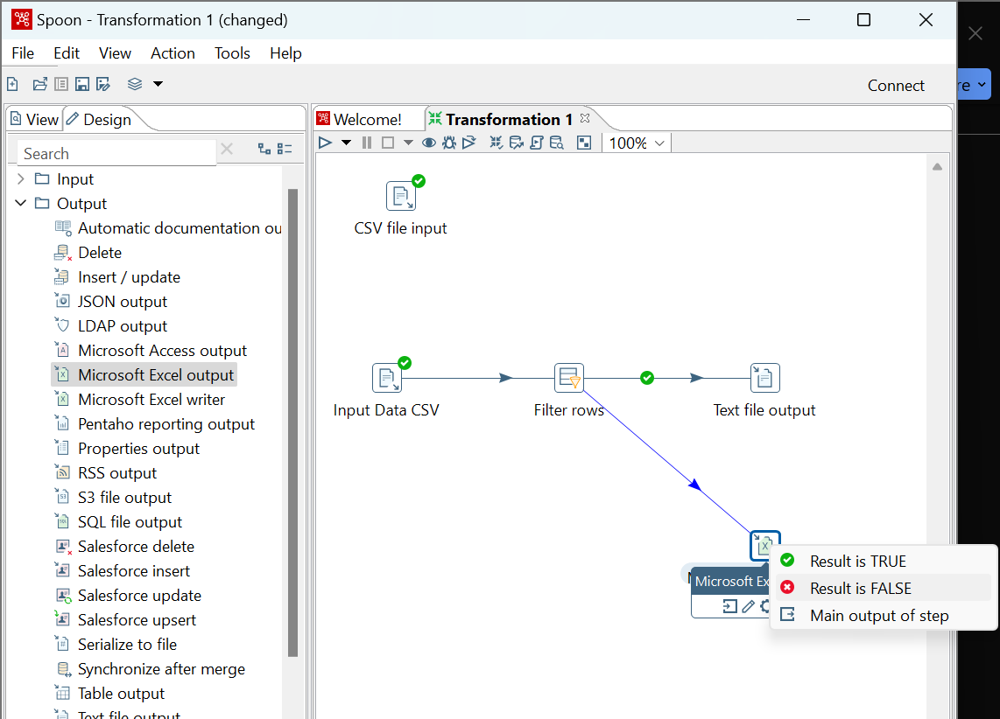 Spoon - Transformation 1 (changed)
File Edit View Action Tools Help
Connect
re
View Design
Welcome! Transformation 1
100%
Search
Input
Output
Automatic documentation ou
Delete
Insert / update
JSON output
LDAP output
Microsoft Access output
Microsoft Excel output
Microsoft Excel writer
Pentaho reporting output
Properties output
RSS output
S3 file output
SQL file output
Salesforce delete
Salesforce insert
Salesforce update
Salesforce upsert
Serialize to file
Synchronize after merge
Table output
Text file output
CSV file input
Input Data CSV
Filter rows
Text file output
Microsoft Ex
Result is TRUE
Result is FALSE
Main output of step